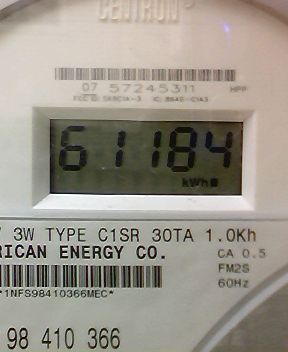 CENTRON
07 57245311 HPP
61184
kWh
3W TYPE C1SR 30TA 1.0Kh
RICAN ENERGY CO. CA 0.5
FM2S
60Hz
*1NFS98410366MEC*
98 410 366